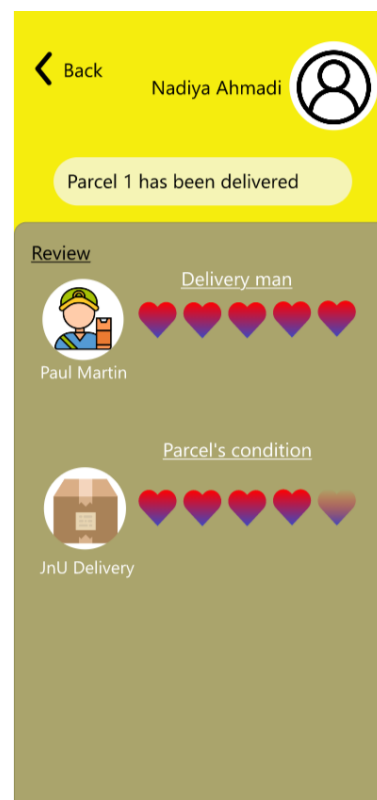 Back
Nadiya Ahmadi
Parcel 1 has been delivered
Review
Delivery man
Paul Martin
Parcel's condition
JnU Delivery